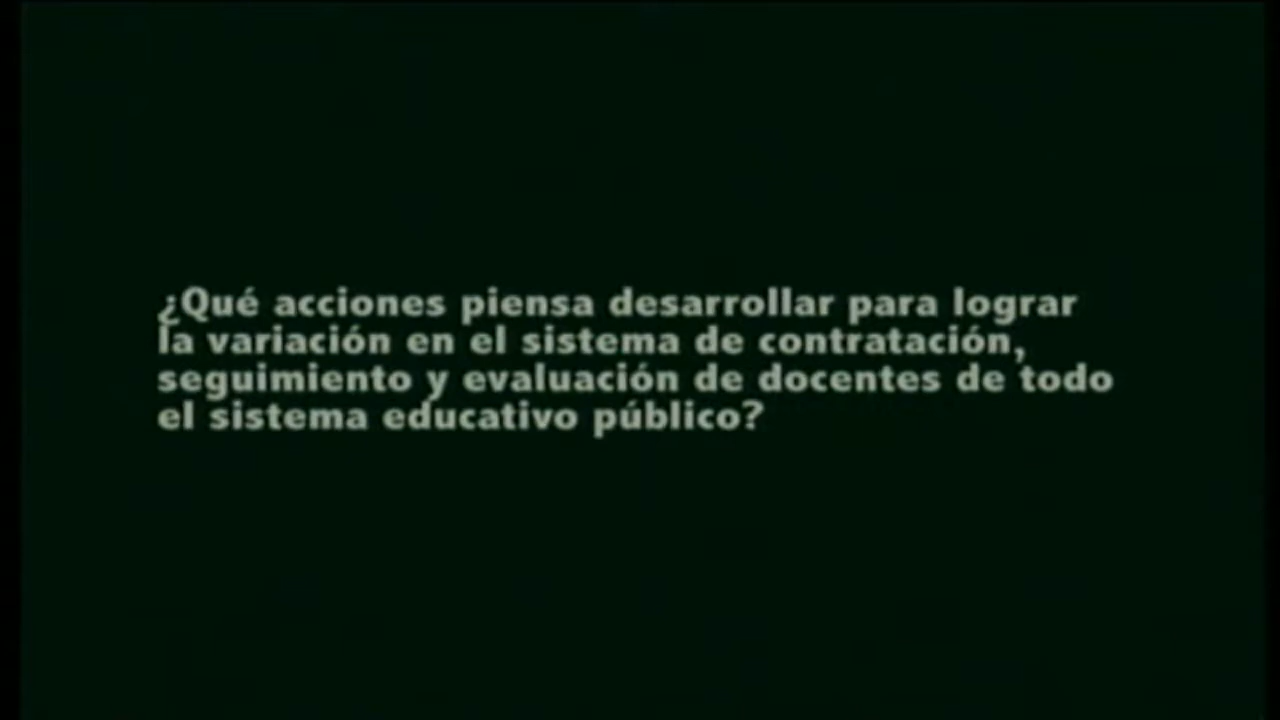 ¿Qué acciones piensa desarrollar para lograr
la variación en el sistema de contratación,
seguimiento y evaluación de docentes de todo
el sistema educativo público?